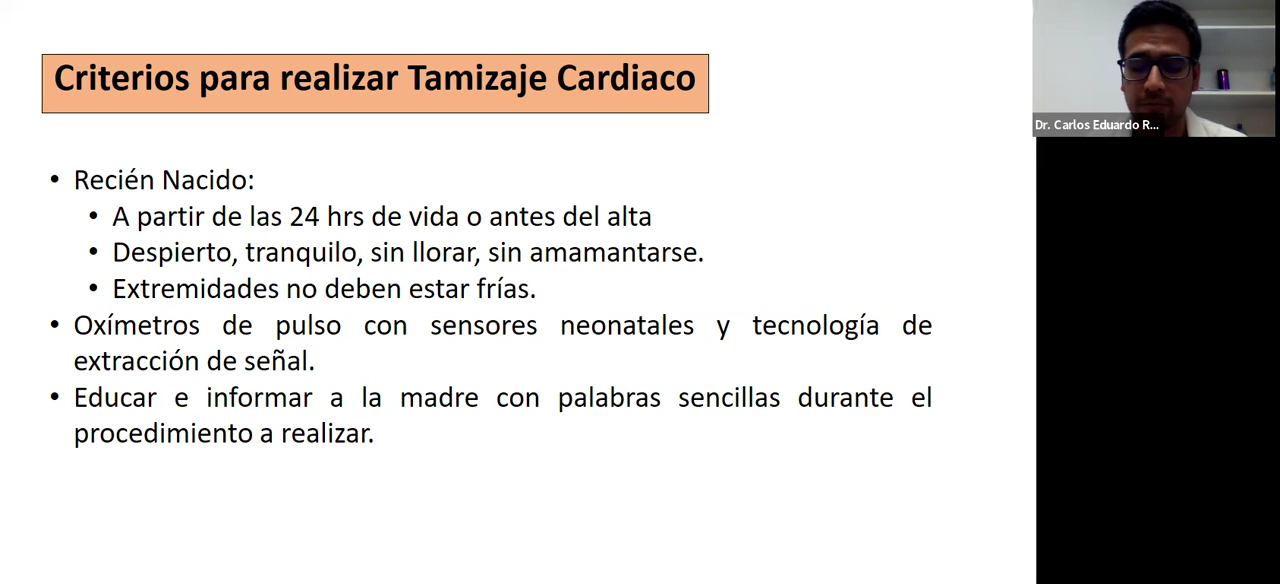 Criterios para realizar Tamizaje Cardiaco
• Recién Nacido:
• A partir de las 24 hrs de vida o antes del alta
• Despierto, tranquilo, sin llorar, sin amamantarse.
• Extremidades no deben estar frías.
• Oxímetros de pulso con sensores neonatales y tecnología de
extracción de señal.
• Educar e informar a la madre con palabras sencillas durante el
procedimiento a realizar.
Dr. Carlos Eduardo R...